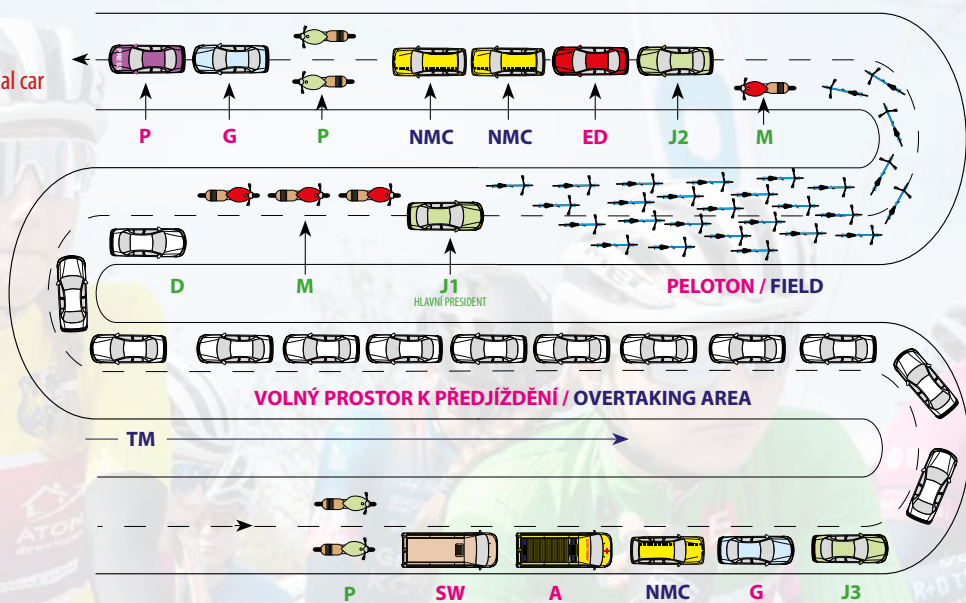 al car
P G P NMC NMC ED J2 M
D M J1 PELOTON / FIELD
HLAVNÍ PRESIDENT
VOLNÝ PROSTOR K PŘEDJÍŽDĚNÍ / OVERTAKING AREA
TM
P SW A NMC G J3
ATOM